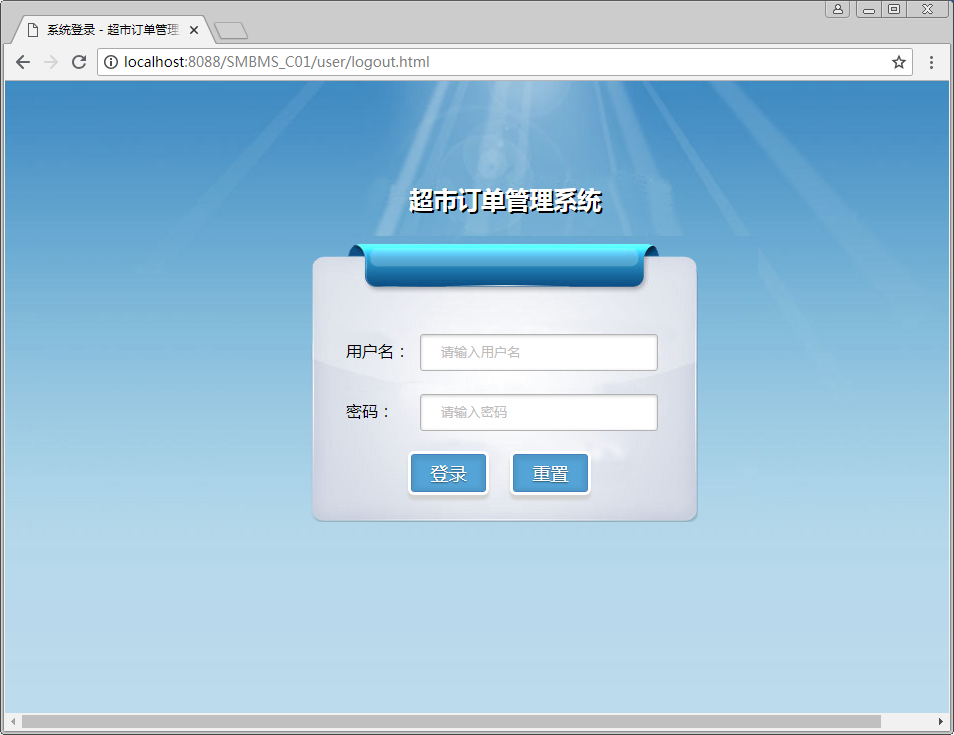 系统登录 - 超市订单管理
localhost:8088/SMBMS_C01/user/logout.html
超市订单管理系统
用户名：
请输入用户名
密码：
请输入密码
登录
重置